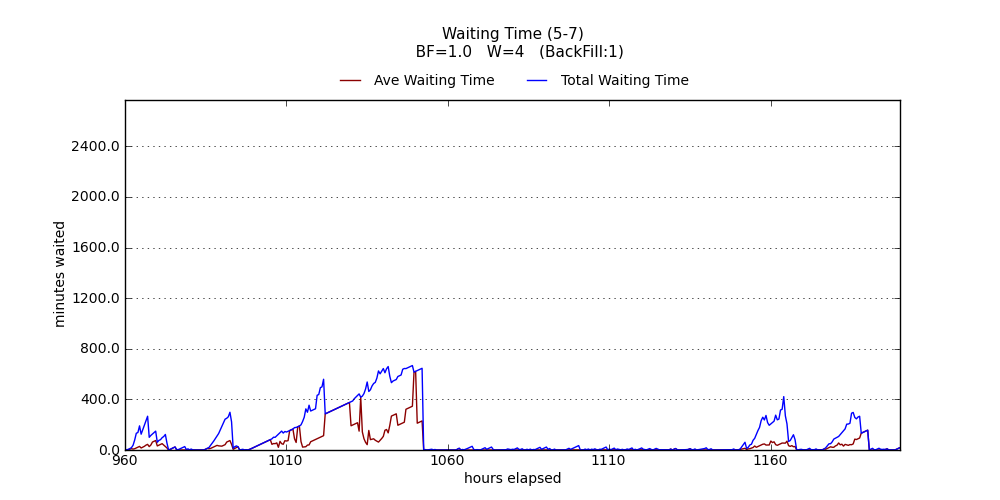 Waiting Time (5-7)
BF=1.0 W=4 (BackFill:1)
Ave Waiting Time
Total Waiting Time
2400.0
2000.0
1600.0
1200.0
800.0
400.0
0.0
minutes waited
960
1010
1060
1110
1160
hours elapsed